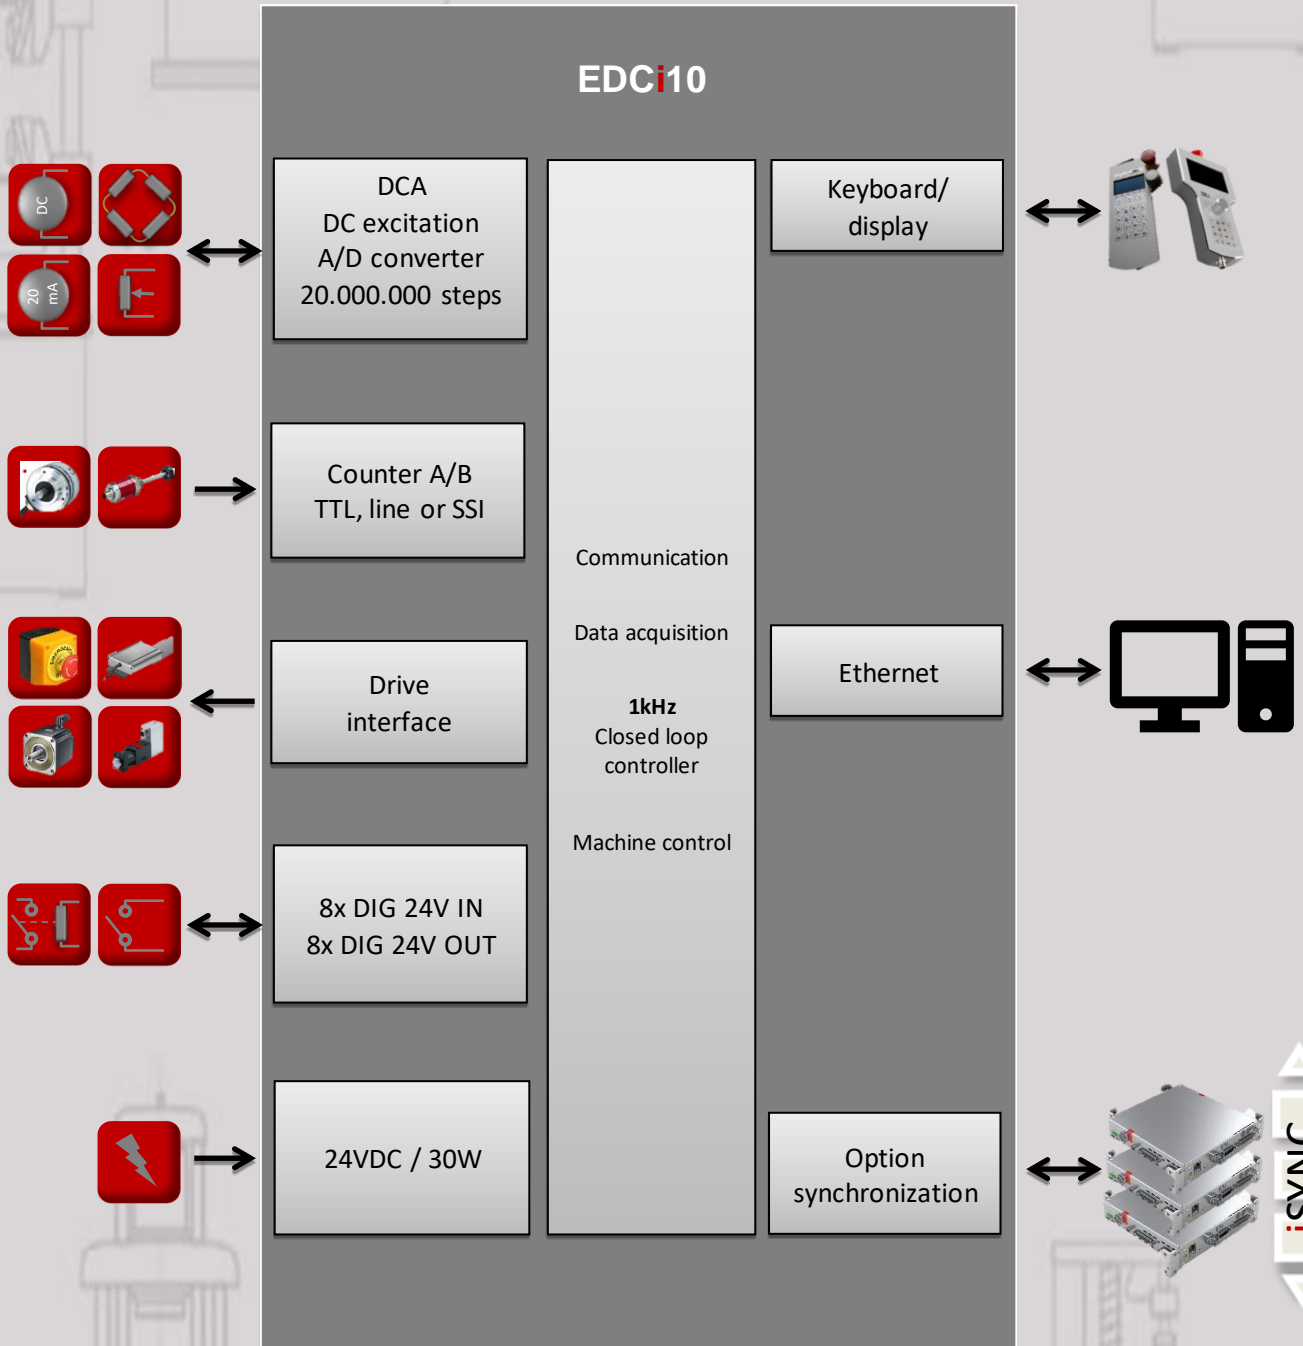 EDCi10
DCA
DC excitation
A/D converter
20.000.000 steps
DC
20
mA
Counter A/B
TTL, line or SSI
Drive
interface
8x DIG 24V IN
8x DIG 24V OUT
24VDC / 30W
Communication
Data acquisition
1kHz
Closed loop
controller
Machine control
Keyboard/
display
Ethernet
Option
synchronization
iSYNC